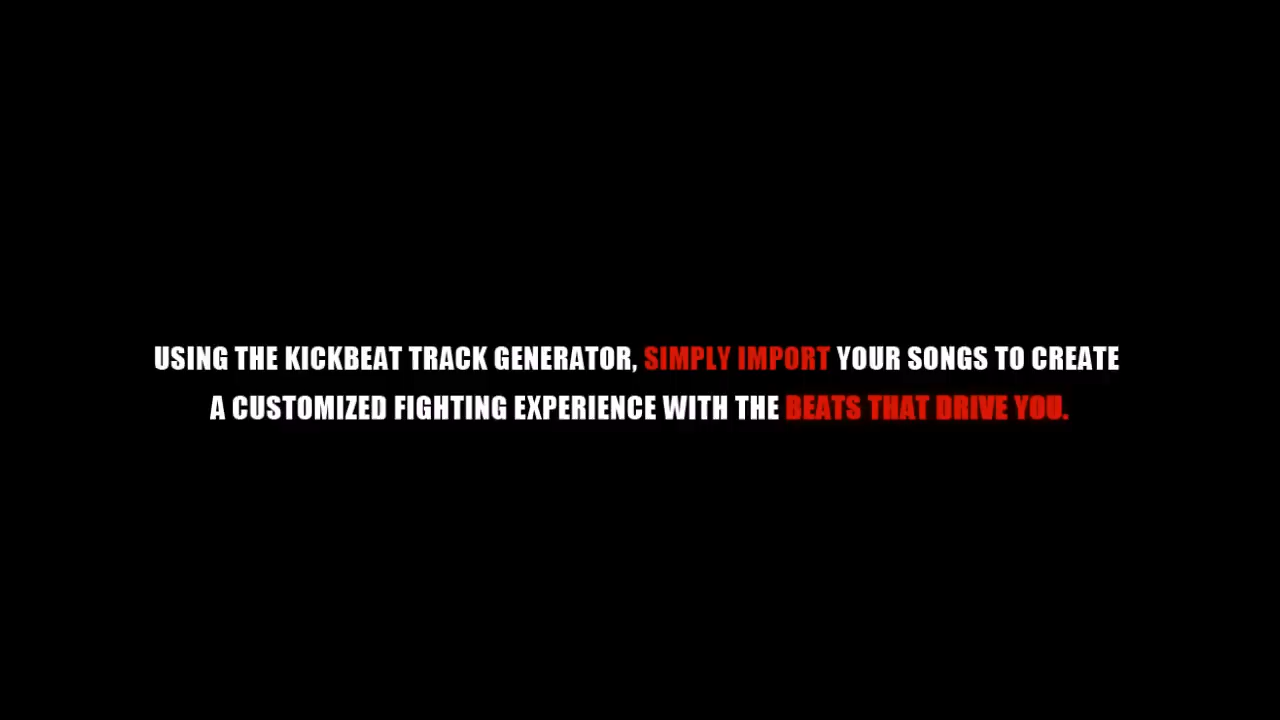 USING THE KICKBEAT TRACK GENERATOR, SIMPLY IMPORT YOUR SONGS TO CREATE
A CUSTOMIZED FIGHTING EXPERIENCE WITH THE BEATS THAT DRIVE YOU.